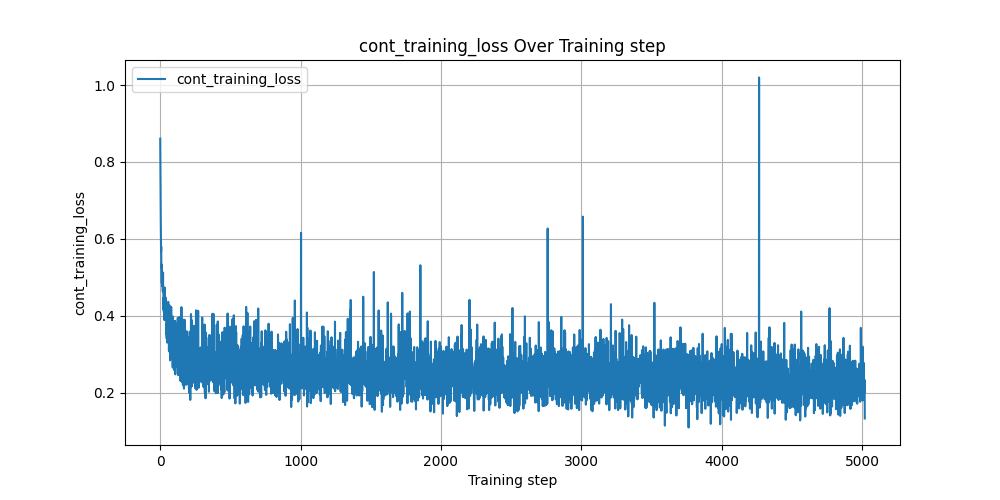 cont_training_loss Over Training step
cont_training_loss
1.0
0.8
0.6
0.4
0.2
cont_training_loss
0
1000
2000
3000
4000
5000
Training step